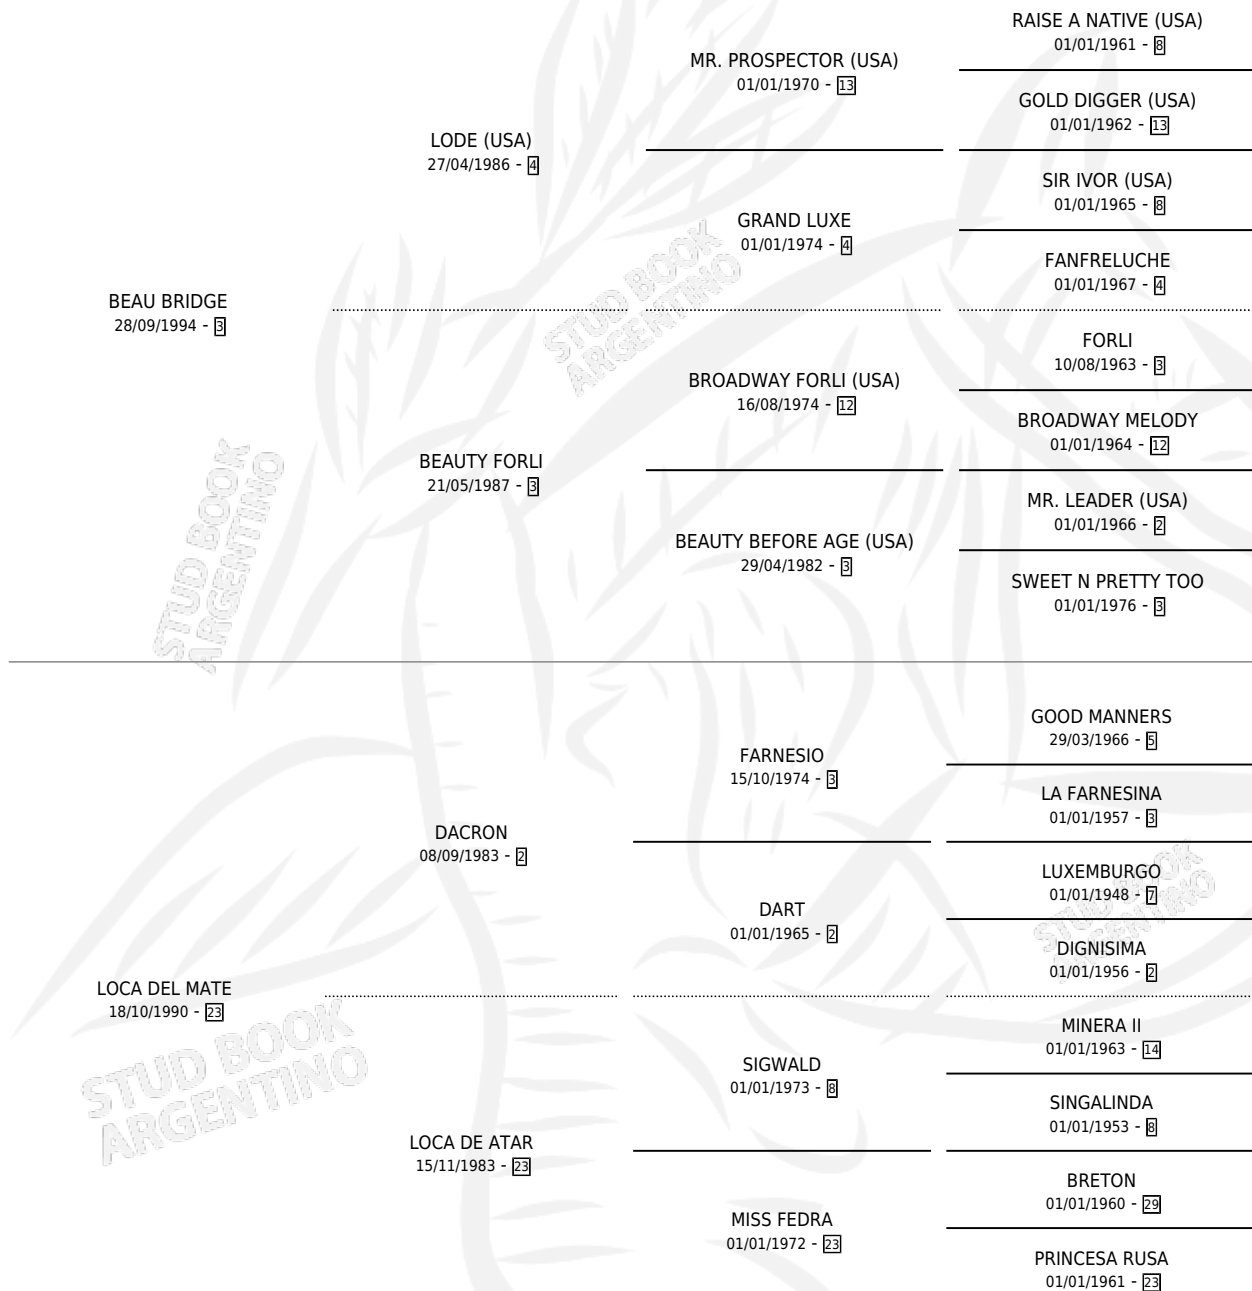 RAISE A NATIVE (USA)
01/01/1961 - 8
MR. PROSPECTOR (USA)
01/01/1970 - 13
GOLD DIGGER (USA)
01/01/1962 - 13
LODE (USA)
27/04/1986 - 4
SIR IVOR (USA)
01/01/1965 - 8
GRAND LUXE
01/01/1974 - 4
FANFRELUCHE
01/01/1967 - 4
STUD BOOK
ARGENTINO
BEAU BRIDGE
28/09/1994 - 3
FORLI
10/08/1963 - 3
BROADWAY FORLI (USA)
16/08/1974 - 12
BROADWAY MELODY
01/01/1964 - 12
BEAUTY FORLI
21/05/1987 - 3
MR. LEADER (USA)
01/01/1966 - 2
BEAUTY BEFORE AGE (USA)
29/04/1982 - 3
SWEET N PRETTY TOO
01/01/1976 - 3
STUD BOOK
ARGENTINO
GOOD MANNERS
29/03/1966 - 5
FARNESIO
15/10/1974 - 3
LA FARNESINA
01/01/1957 - 3
DACRON
08/09/1983 - 2
LUXEMBURGO
01/01/1948 - 7
DART
01/01/1965 - 2
DIGNISIMA
01/01/1956 - 2
STUD BOOK
ARGENTINO
LOCA DEL MATE
18/10/1990 - 23
MINERA II
01/01/1963 - 14
SIGWALD
01/01/1973 - 8
SINGALINDA
01/01/1953 - 8
STUD BOOK
ARGENTINO
LOCA DE ATAR
15/11/1983 - 23
BRETON
01/01/1960 - 29
MISS FEDRA
01/01/1972 - 23
PRINCESA RUSA
01/01/1961 - 23